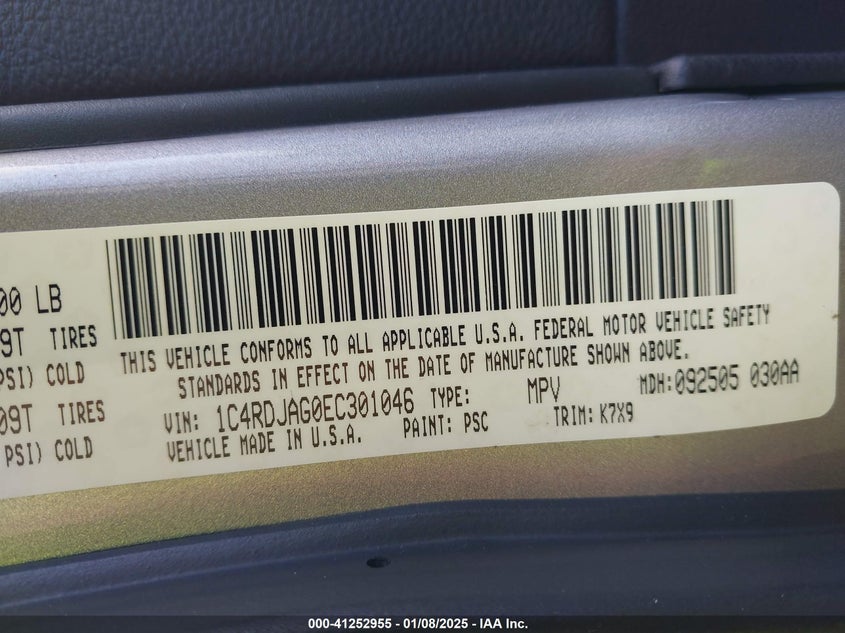 00 LB
9T TIRES
PSI) COLD
09T TIRES
PSI) COLD
THIS VEHICLE CONFORMS TO ALL APPLICABLE U.S.A. FEDERAL MOTOR VEHICLE SAFETY
STANDARDS IN EFFECT ON THE DATE OF MANUFACTURE SHOWN ABOVE.
VIN: 1C4RDJAG0EC301046 TYPE: MPV MDH:092505 030AA
VEHICLE MADE IN U.S.A. PAINT: PSC TRIM: K7X9
000-41252955 - 01/08/2025 - IAA Inc.